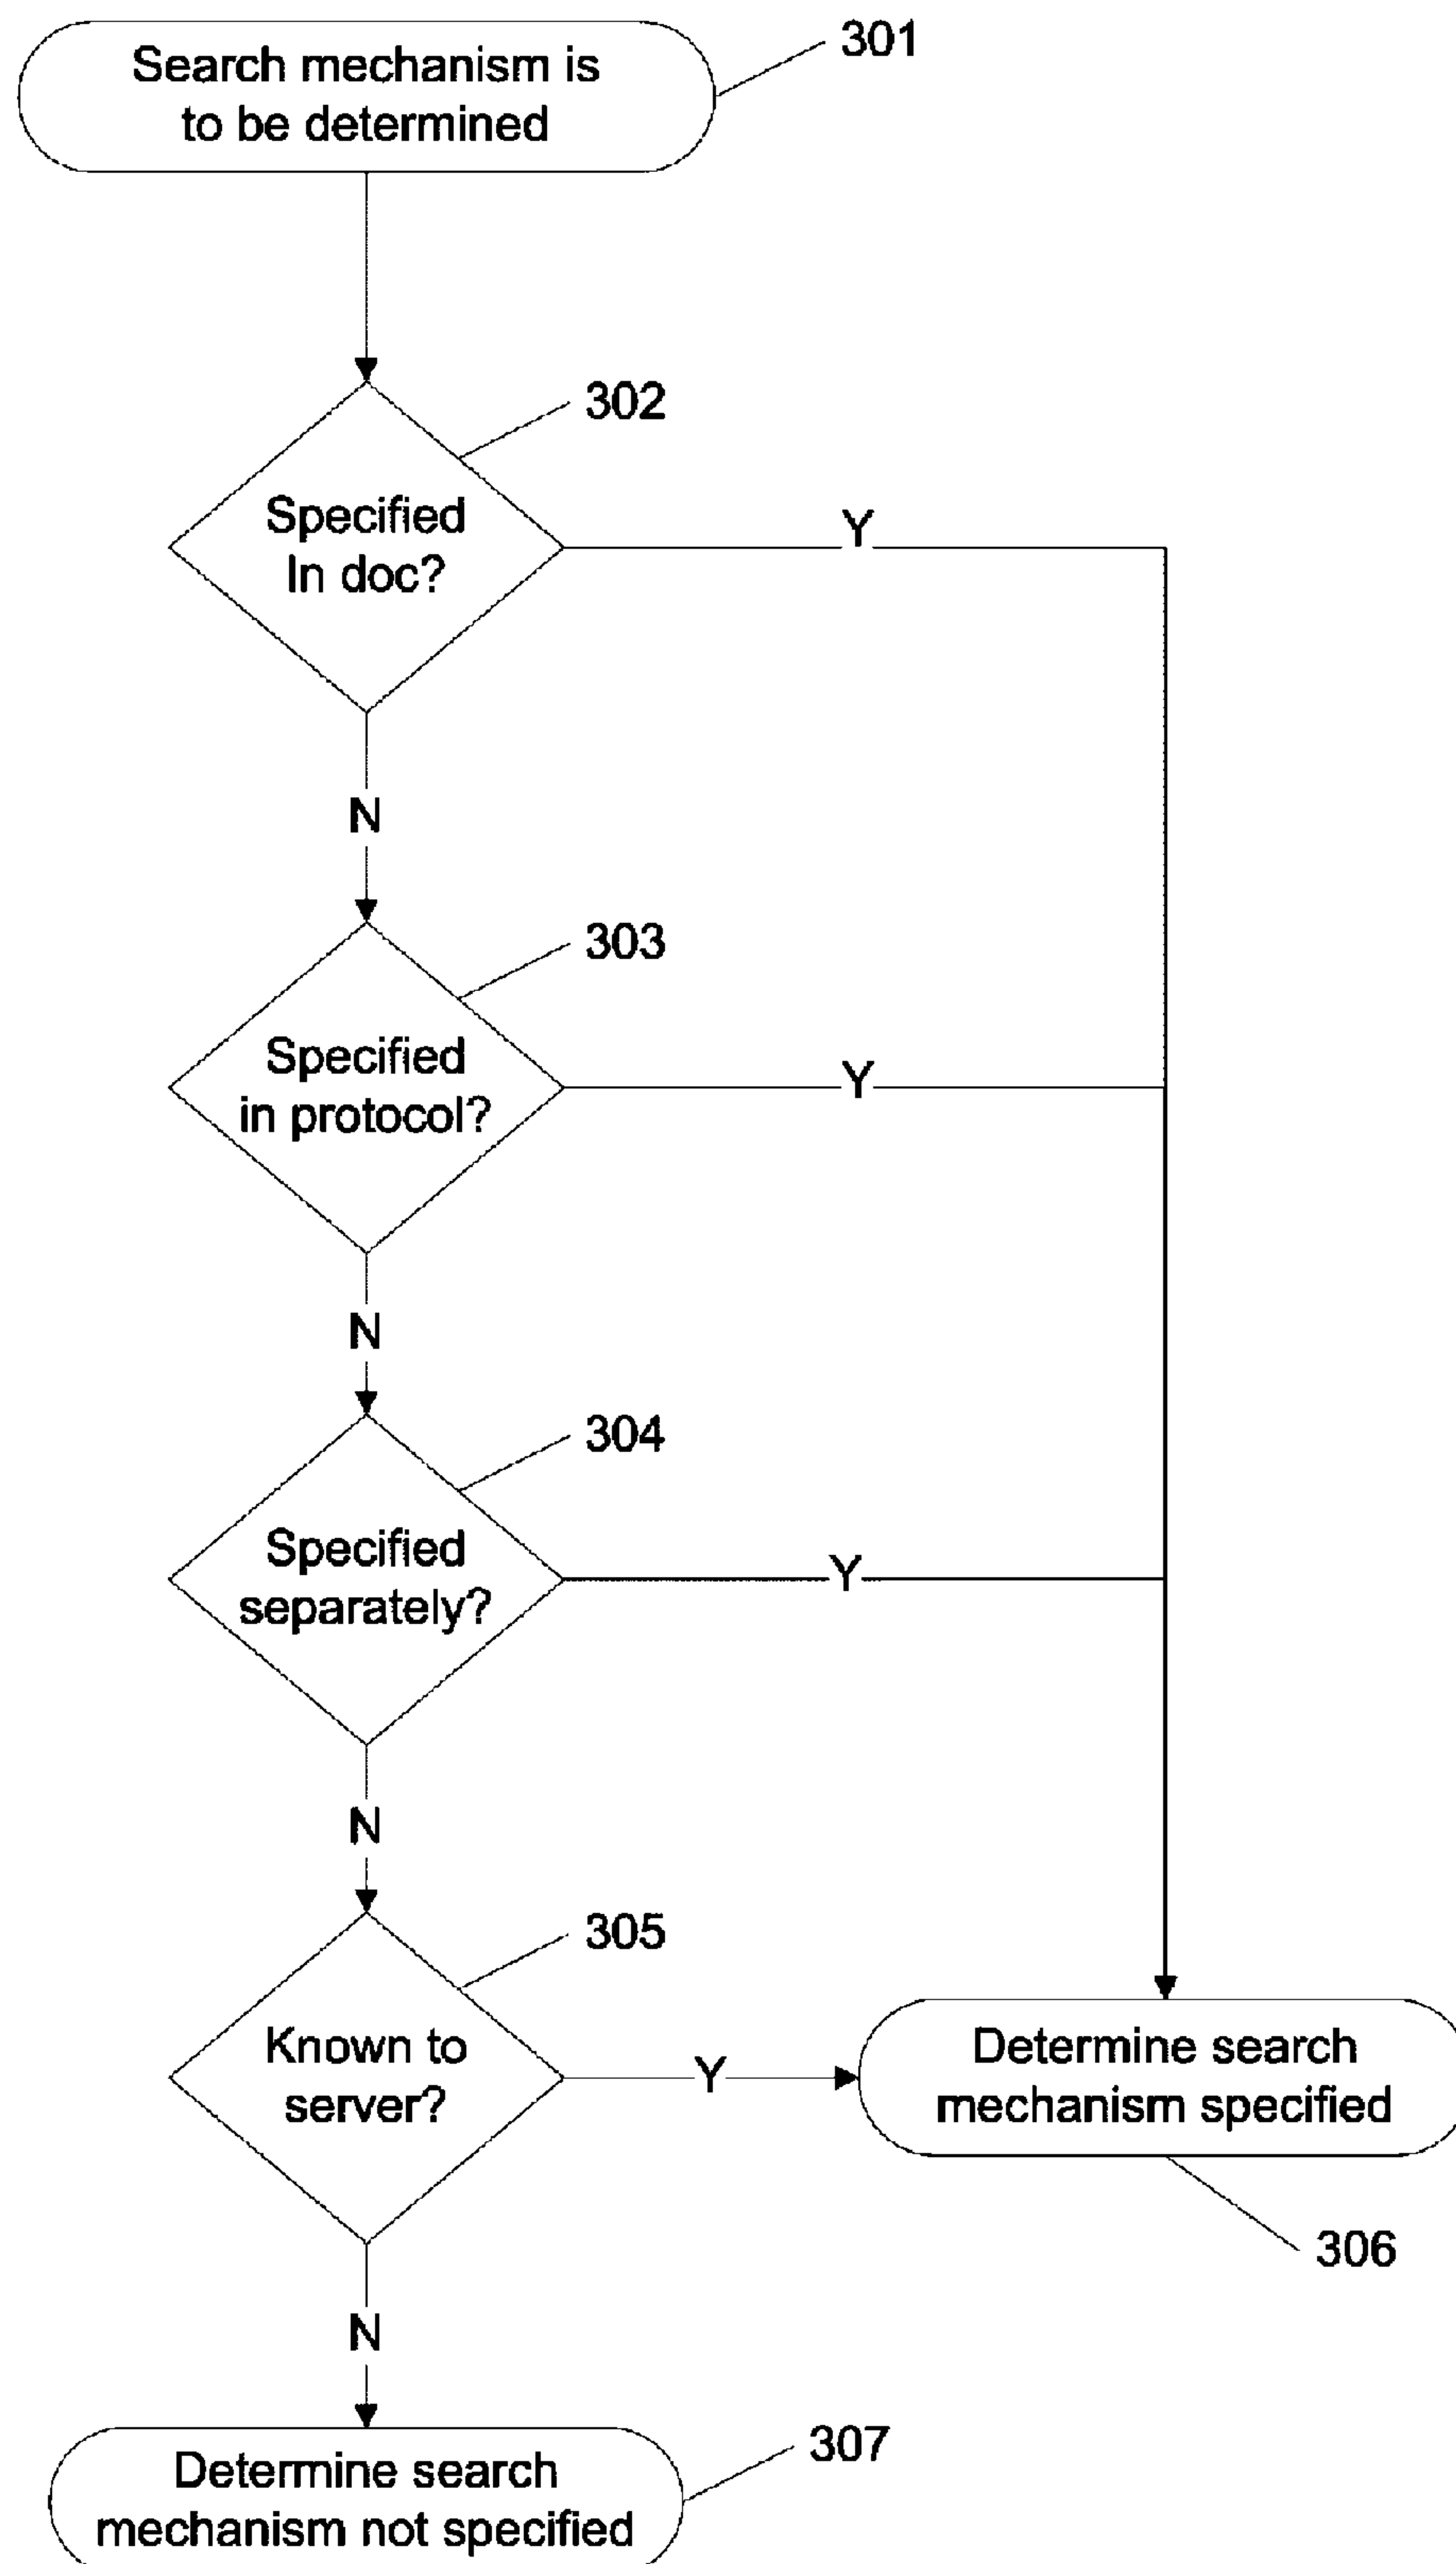 Search mechanism is
to be determined
301
302
Specified
In doc?
Y
N
303
Specified
in protocol?
Y
N
304
Specified
separately?
Y
N
305
Known to
server?
Y
Determine search
mechanism specified
306
N
307
Determine search
mechanism not specified